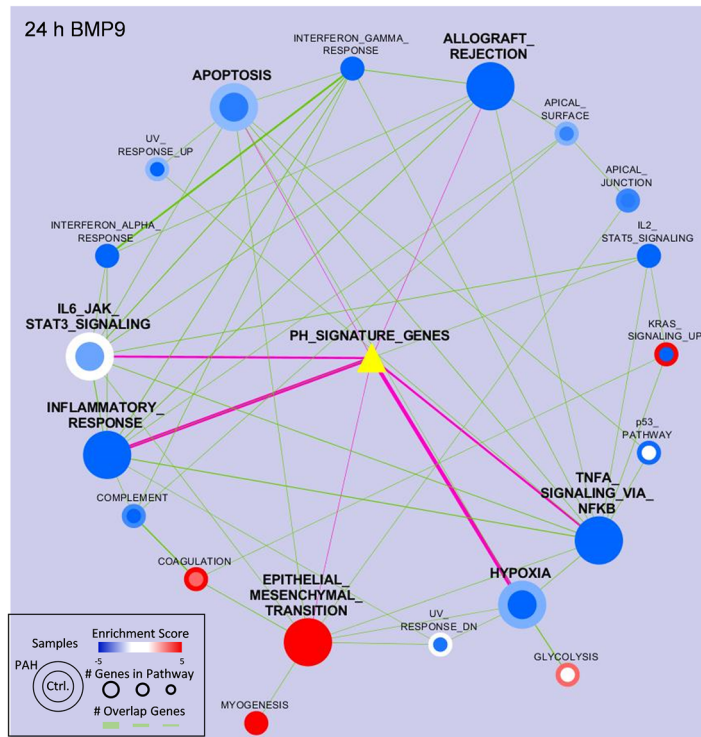 24 h BMP9
INTERFERON_GAMMA_
RESPONSE
ALLOGRAFT_
REJECTION
APOPTOSIS
APICAL_
SURFACE
UV_
RESPONSE_UP
APICAL_
JUNCTION
INTERFERON_ALPHA_
RESPONSE
IL2_
STAT5_SIGNALING
IL6_JAK_
STAT3_SIGNALING
PH_SIGNATURE_GENES
KRAS_
SIGNALING_UP
INFLAMMATORY_
RESPONSE
p53_
PATHWAY
TNFA_
SIGNALING_VIA_
NFKB
COMPLEMENT
COAGULATION
EPITHELIAL_
MESENCHYMAL_
TRANSITION
HYPOXIA
UV_
RESPONSE_DN
GLYCOLYSIS
MYOGENESIS
Samples
PAH
Ctrl.
Enrichment Score
-5 5
# Genes in Pathway
# Overlap Genes